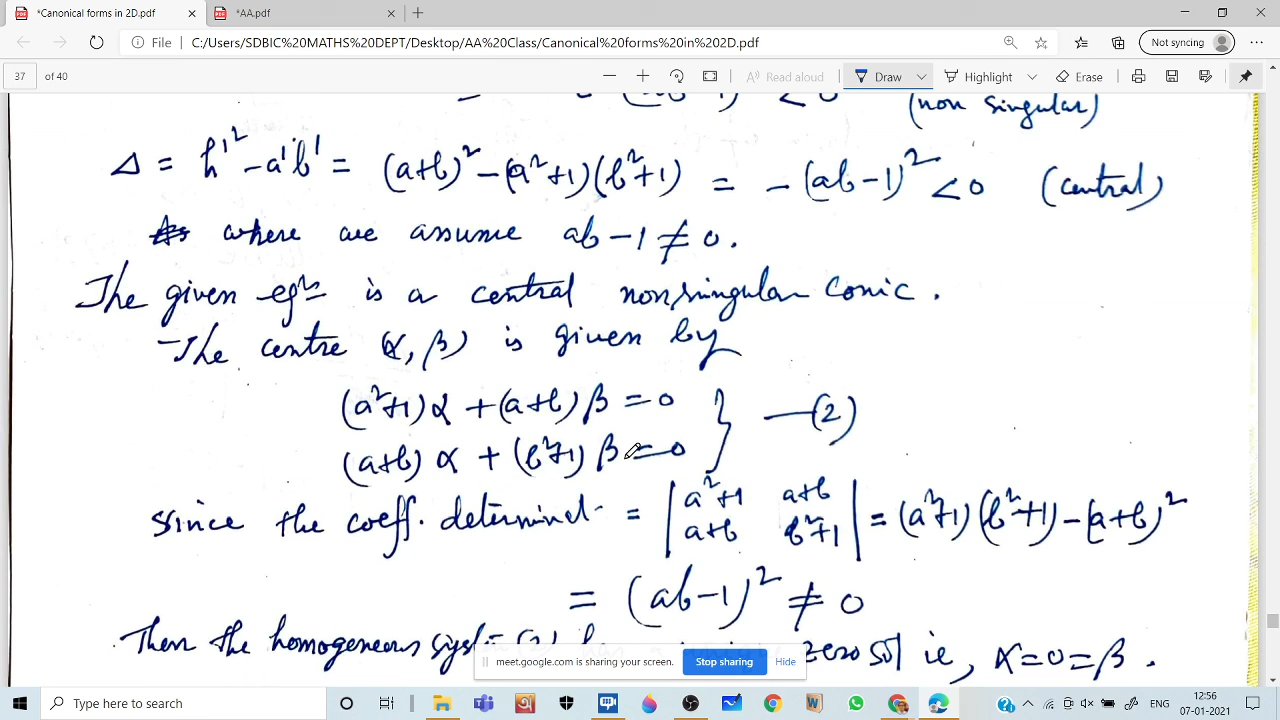 *Canonical forms in 2D.pdf
*AA.pdf
File C:/Users/SDBIC%20MATHS%20DEPT/Desktop/AA%20Class/Canonical%20forms%20in%202D.pdf
Not syncing
37 of 40
Read aloud
Draw
Highlight
Erase
(non singular)
Δ = h'² - a'b' = (a+b)² - (a²+1)(b²+1) = - (ab-1)² < 0 (central)
where we assume ab-1 ≠ 0.
The given eqn is a central nonsingular conic.
The centre (α, β) is given by
(a²+1)α + (a+b)β = 0
(a+b)α + (b²+1)β = 0 } —(2)
Since the coeff. determinat = | a²+1 a+b | = (a²+1)(b²+1) - (a+b)²
| a+b b²+1 |
= (ab-1)² ≠ 0
Then the homogeneous zero sol ie, α=0=β.
meet.google.com is sharing your screen.
Stop sharing
Hide
Type here to search
ENG
12:56
07-01-2021